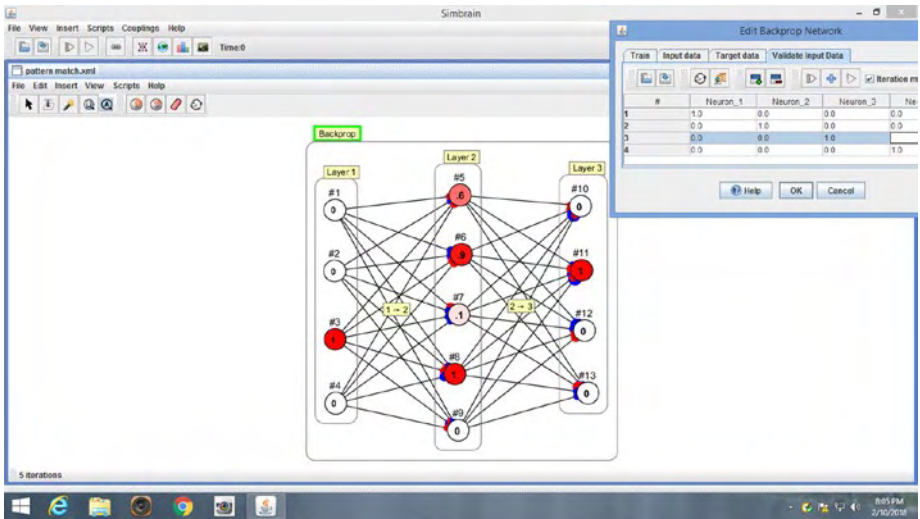 Simbrain
File View Insert Scripts Couplings Help
Time:0
pattern match.xml
File Edit Insert View Scripts Help
Backprop
Layer 1
Layer 2
Layer 3
#1
0
#2
0
#3
1
#4
0
#5
.6
#6
.9
#7
.1
#8
1
#9
0
#10
0
#11
1
#12
0
#13
0
1 → 2
2 → 3
5 iterations
Edit Backprop Network
Train Input data Target data Validate Input Data
Iteration m
# Neuron_1 Neuron_2 Neuron_3 Ne
1 1.0 0.0 0.0 0.0
2 0.0 1.0 0.0 0.0
3 0.0 0.0 1.0
4 0.0 0.0 0.0 1.0
Help OK Cancel
8:05 PM
2/10/2018